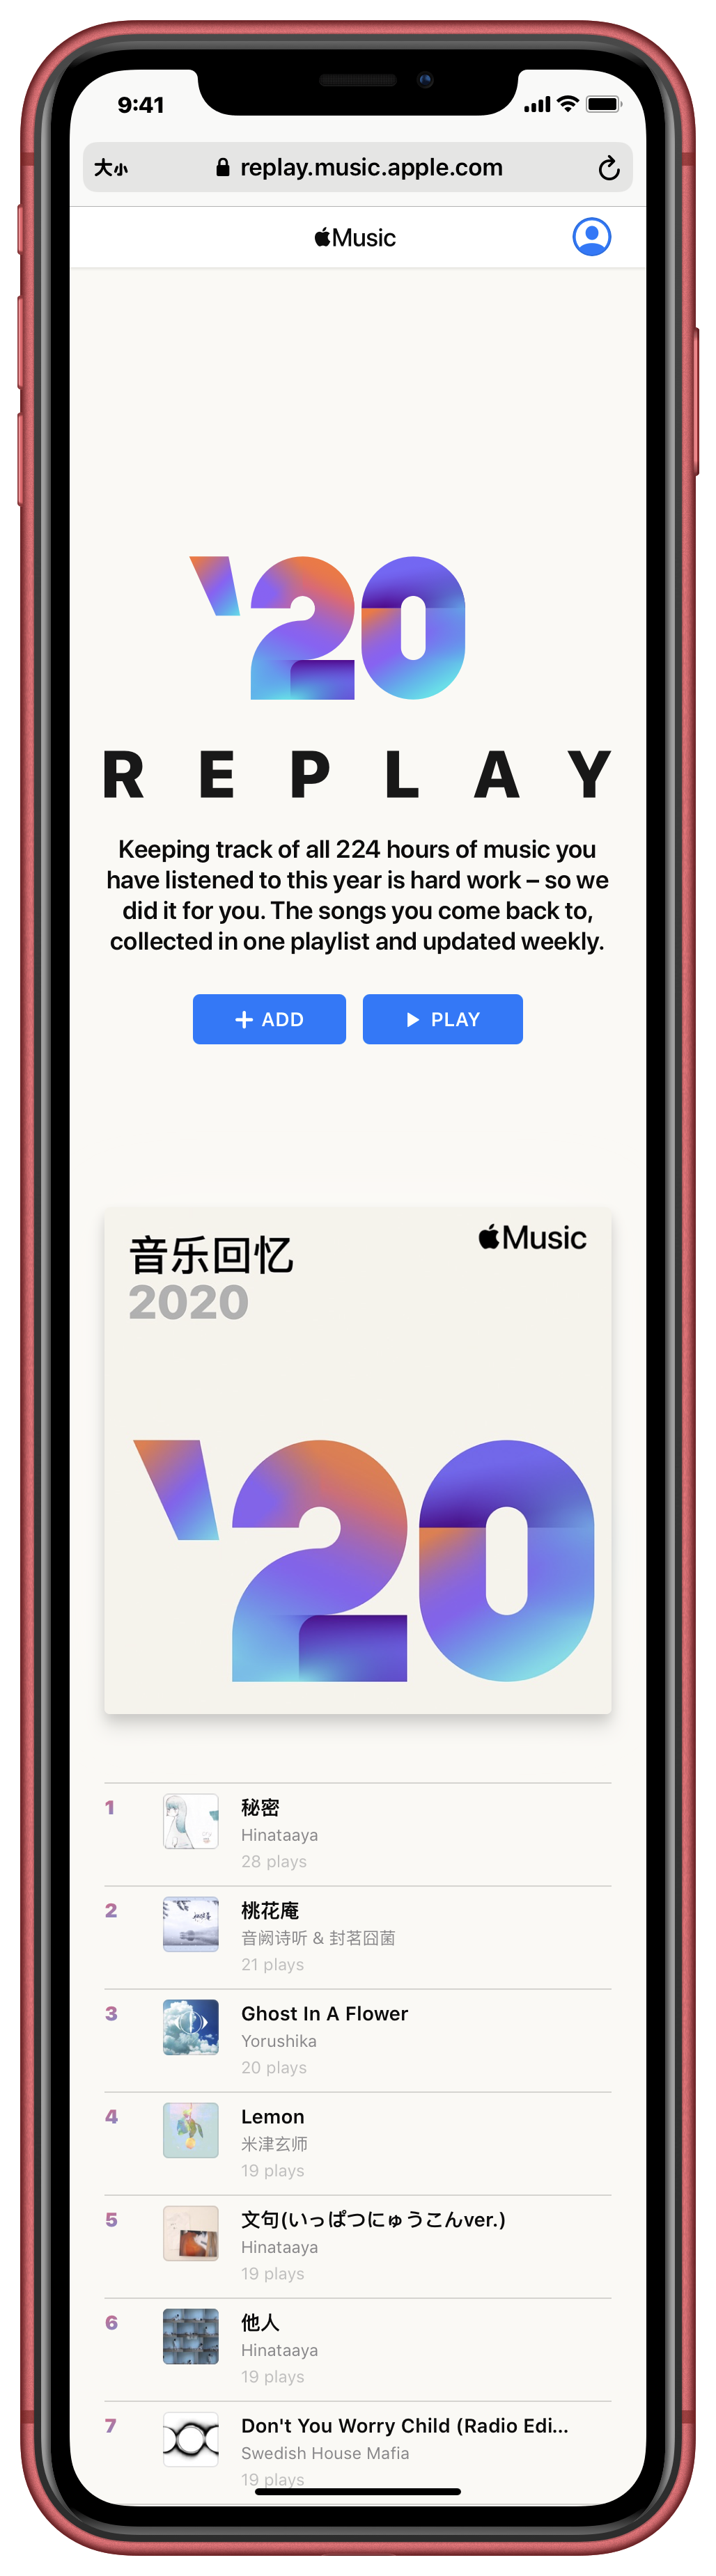 9:41
大小 replay.music.apple.com
Music
'20
REPLAY
Keeping track of all 224 hours of music you
have listened to this year is hard work – so we
did it for you. The songs you come back to,
collected in one playlist and updated weekly.
+ ADD
PLAY
音乐回忆
2020
Music
'20
1
秘密
Hinataaya
28 plays
2
桃花庵
音阙诗听 & 封茗囧菌
21 plays
3
Ghost In A Flower
Yorushika
20 plays
4
Lemon
米津玄师
19 plays
5
文句(いっぱつにゅうこんver.)
Hinataaya
19 plays
6
他人
Hinataaya
19 plays
7
Don't You Worry Child (Radio Edi...
Swedish House Mafia
19 plays